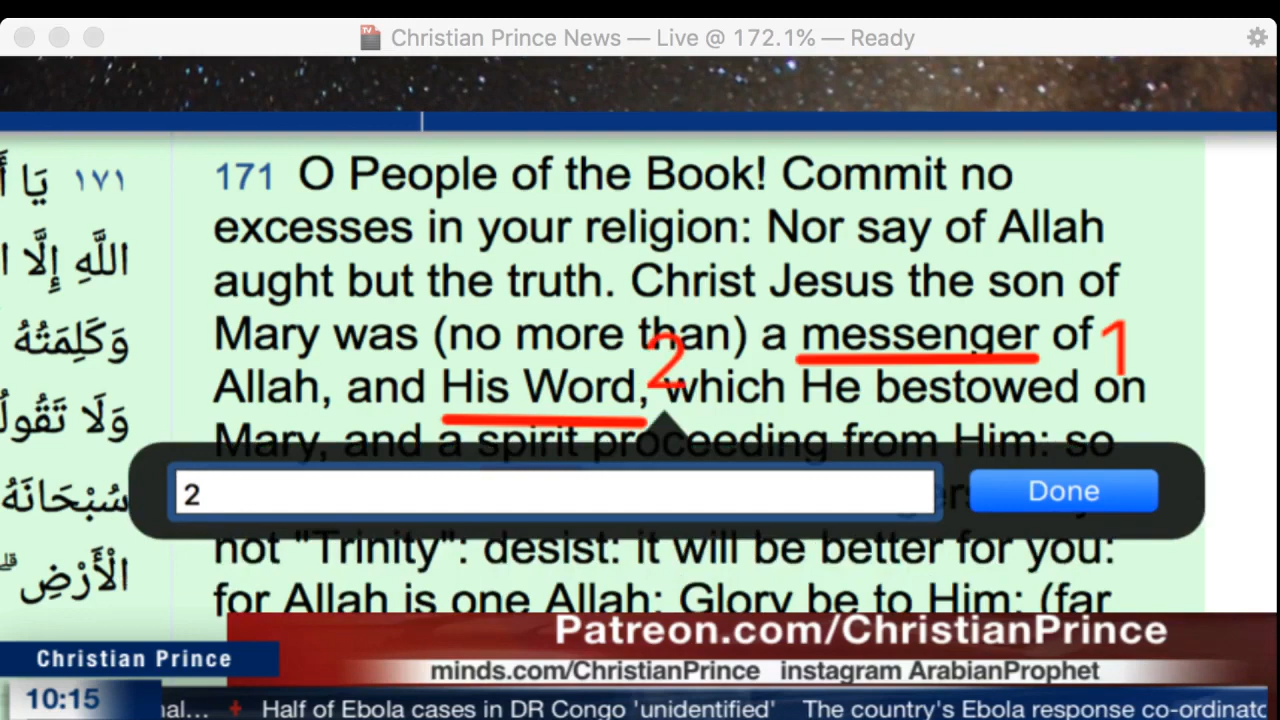 Christian Prince News — Live @ 172.1% — Ready
171 O People of the Book! Commit no
excesses in your religion: Nor say of Allah
aught but the truth. Christ Jesus the son of
Mary was (no more than) a messenger of 1
Allah, and His Word, 2 which He bestowed on
Mary, and a spirit proceeding from Him: so
2 Done
not "Trinity": desist: it will be better for you:
for Allah is one Allah: Glory be to Him: (far
١٧١ يَا
اللَّهِ إِلَّا
وَكَلِمَتُهُ
وَلَا تَقُولُ
سُبْحَانَهُ
الْأَرْضِ ۗ
Patreon.com/ChristianPrince
minds.com/ChristianPrince instagram ArabianProphet
Christian Prince
10:15
Half of Ebola cases in DR Congo 'unidentified' The country's Ebola response